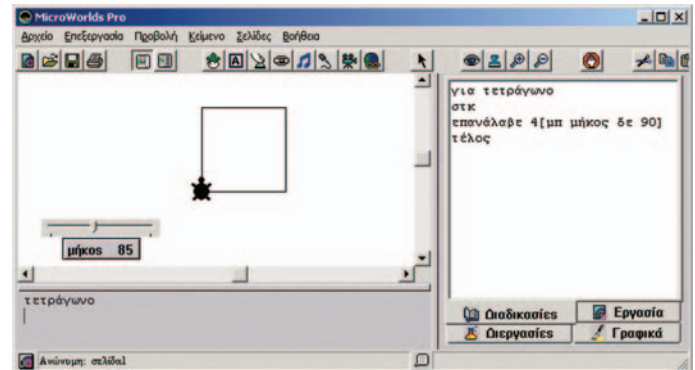 MicroWorlds Pro
Αρχείο Επεξεργασία Προβολή Κείμενο Σελίδες Βοήθεια
για τετράγωνο
στκ
επανάλαβε 4[μπ μήκος δε 90]
τέλος
μήκος 85
τετράγωνο
Διαδικασίες Εργασία
Διεργασίες Γραφικά
Ανώνυμη: σελίδα1